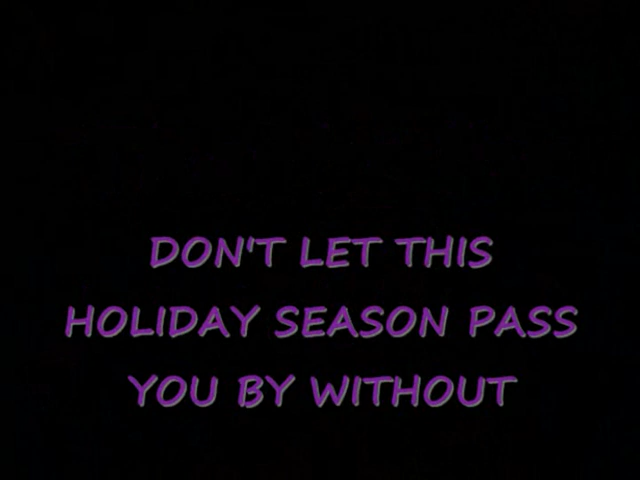 DON'T LET THIS
HOLIDAY SEASON PASS
YOU BY WITHOUT